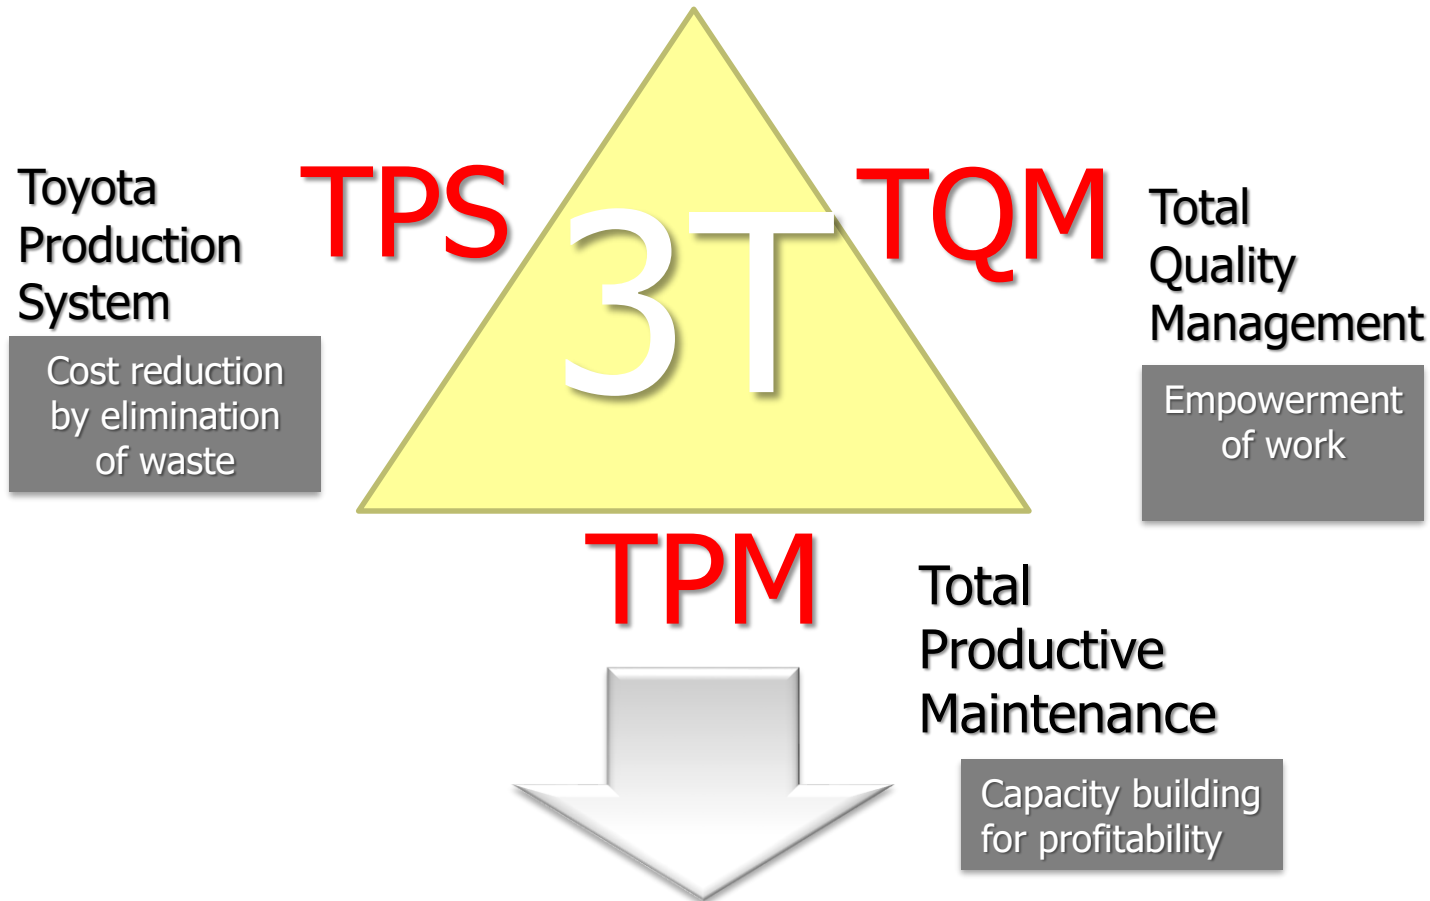 TPS
Toyota
Production
System
Cost reduction
by elimination
of waste
3T
TQM
Total
Quality
Management
Empowerment
of work
TPM
Total
Productive
Maintenance
Capacity building
for profitability